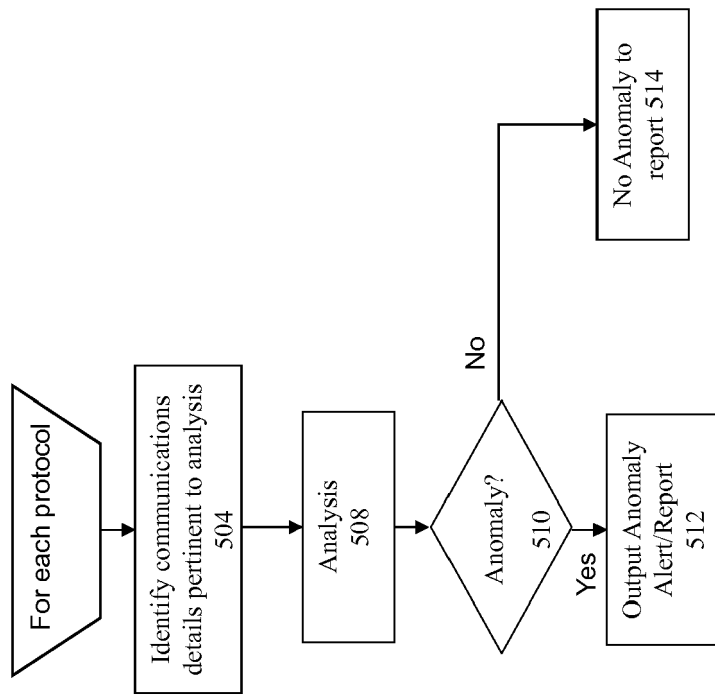 For each protocol
Identify communications
details pertinent to analysis
504
Analysis
508
Anomaly?
510
No
Yes
Output Anomaly
Alert/Report
512
No Anomaly to
report 514